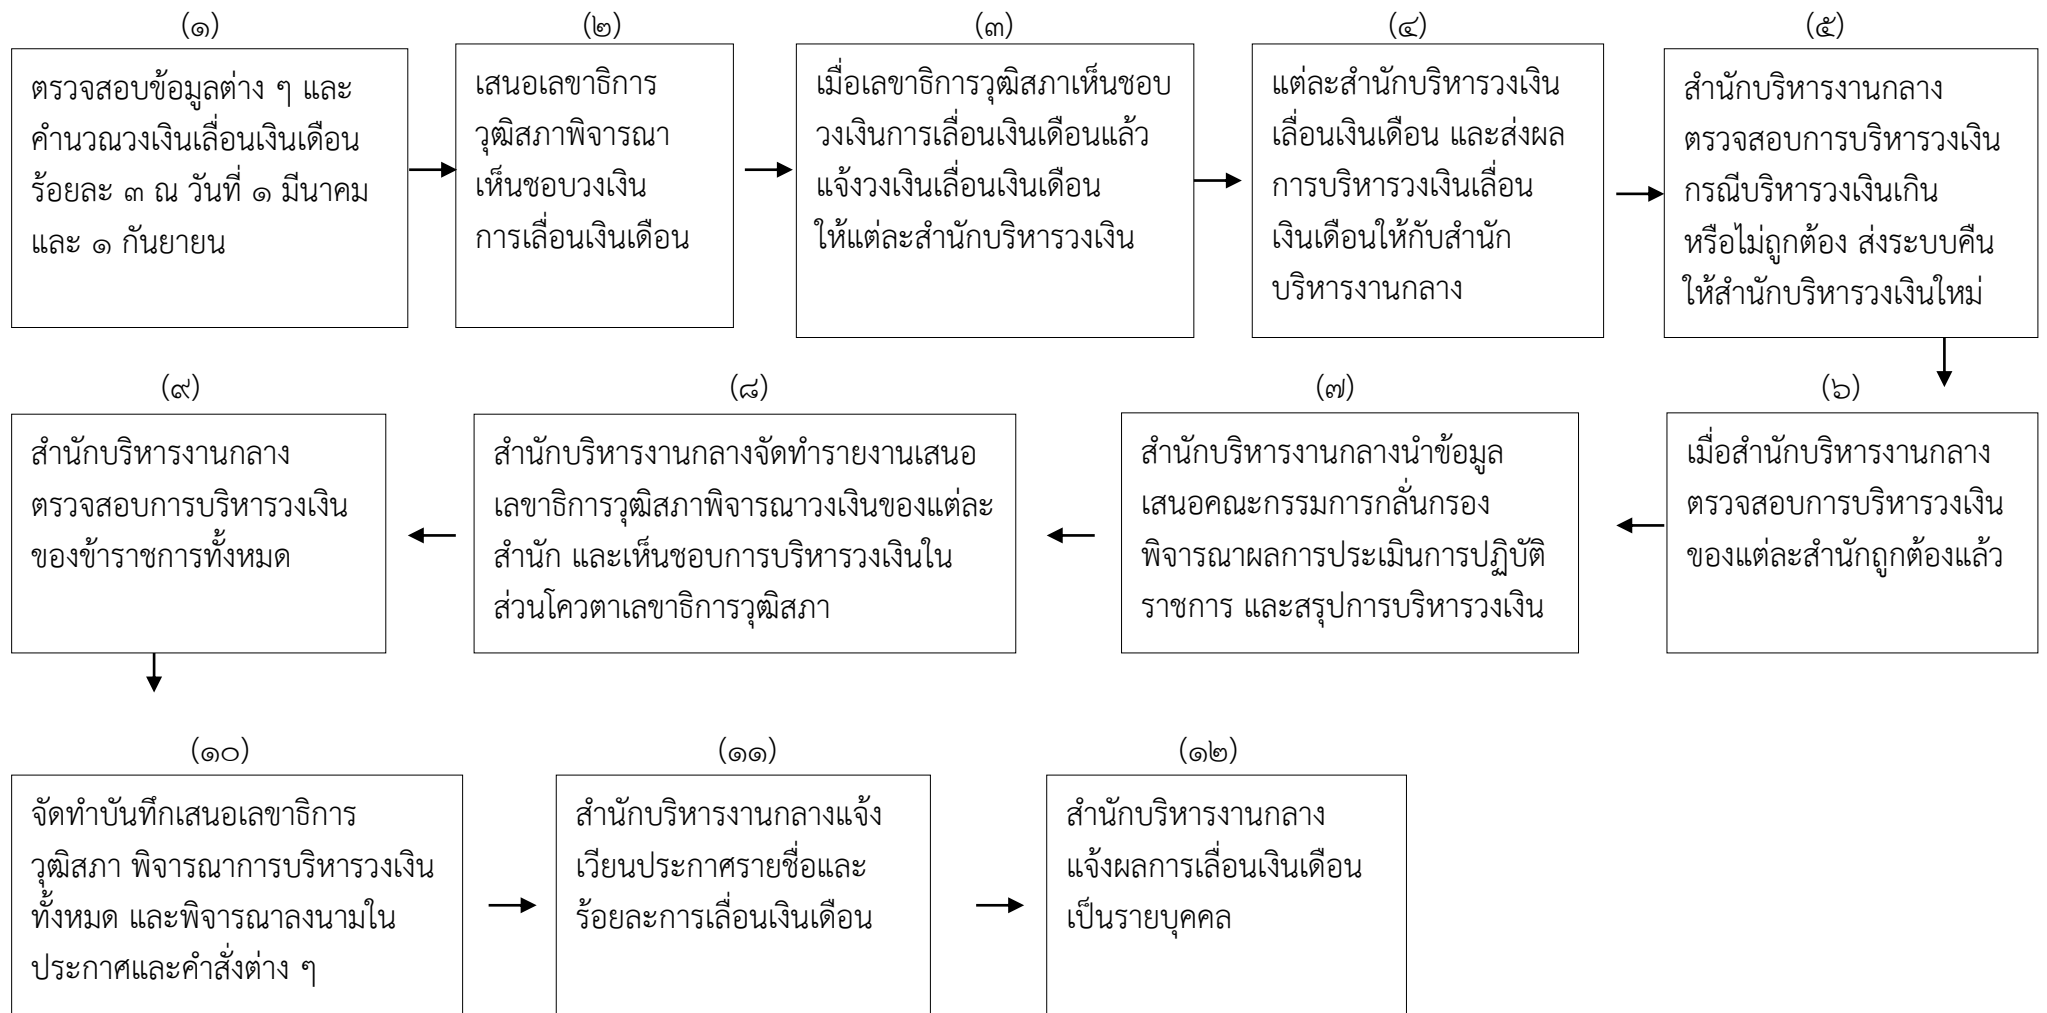 (๑)
ตรวจสอบข้อมูลต่าง ๆ และ
คำนวณวงเงินเลื่อนเงินเดือน
ร้อยละ ๓ ณ วันที่ ๑ มีนาคม
และ ๑ กันยายน
(๒)
เสนอเลขาธิการ
วุฒิสภาพิจารณา
เห็นชอบวงเงิน
การเลื่อนเงินเดือน
(๓)
เมื่อเลขาธิการวุฒิสภาเห็นชอบ
วงเงินการเลื่อนเงินเดือนแล้ว
แจ้งวงเงินเลื่อนเงินเดือน
ให้แต่ละสำนักบริหารวงเงิน
(๔)
แต่ละสำนักบริหารวงเงิน
เลื่อนเงินเดือน และส่งผล
การบริหารวงเงินเลื่อน
เงินเดือนให้กับสำนัก
บริหารงานกลาง
(๕)
สำนักบริหารงานกลาง
ตรวจสอบการบริหารวงเงิน
กรณีบริหารวงเงินเกิน
หรือไม่ถูกต้อง ส่งระบบคืน
ให้สำนักบริหารวงเงินใหม่
(๖)
เมื่อสำนักบริหารงานกลาง
ตรวจสอบการบริหารวงเงิน
ของแต่ละสำนักถูกต้องแล้ว
(๗)
สำนักบริหารงานกลางนำข้อมูล
เสนอคณะกรรมการกลั่นกรอง
พิจารณาผลการประเมินการปฏิบัติ
ราชการ และสรุปการบริหารวงเงิน
(๘)
สำนักบริหารงานกลางจัดทำรายงานเสนอ
เลขาธิการวุฒิสภาพิจารณาวงเงินของแต่ละ
สำนัก และเห็นชอบการบริหารวงเงินใน
ส่วนโควตาเลขาธิการวุฒิสภา
(๙)
สำนักบริหารงานกลาง
ตรวจสอบการบริหารวงเงิน
ของข้าราชการทั้งหมด
(๑๐)
จัดทำบันทึกเสนอเลขาธิการ
วุฒิสภา พิจารณาการบริหารวงเงิน
ทั้งหมด และพิจารณาลงนามใน
ประกาศและคำสั่งต่าง ๆ
(๑๑)
สำนักบริหารงานกลางแจ้ง
เวียนประกาศรายชื่อและ
ร้อยละการเลื่อนเงินเดือน
(๑๒)
สำนักบริหารงานกลาง
แจ้งผลการเลื่อนเงินเดือน
เป็นรายบุคคล